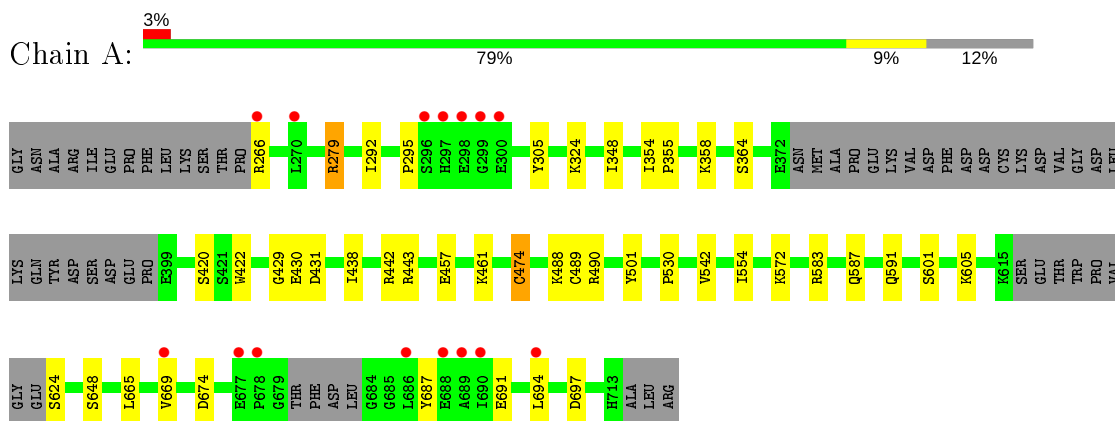 3%
Chain A:
79% 9% 12%
GLY ASN ALA ARG ILE GLU PRO PHE LEU LYS SER THR PRO R266 L270 R279 I292 P295 S296 H297 E298 G299 E300 Y305 K324 I348 I354 P355 K358 S364 E372 ASN MET ALA PRO GLU LYS VAL ASP PHE ASP ASP CYS LYS ASP VAL GLY ASP LEU
LYS GLN TYR ASP SER ASP GLU PRO E399 S420 S421 W422 G429 E430 D431 I438 R442 R443 E457 K461 C474 K488 C489 R490 Y501 P530 V542 I554 K572 R583 Q587 Q591 S601 K605 K615 SER GLU THR TRP PRO VAL
GLY GLU S624 S648 L665 V669 D674 E677 P678 G679 THR PHE ASP LEU G684 G685 L686 Y687 E688 A689 I690 E691 L694 D697 H713 ALA LEU ARG